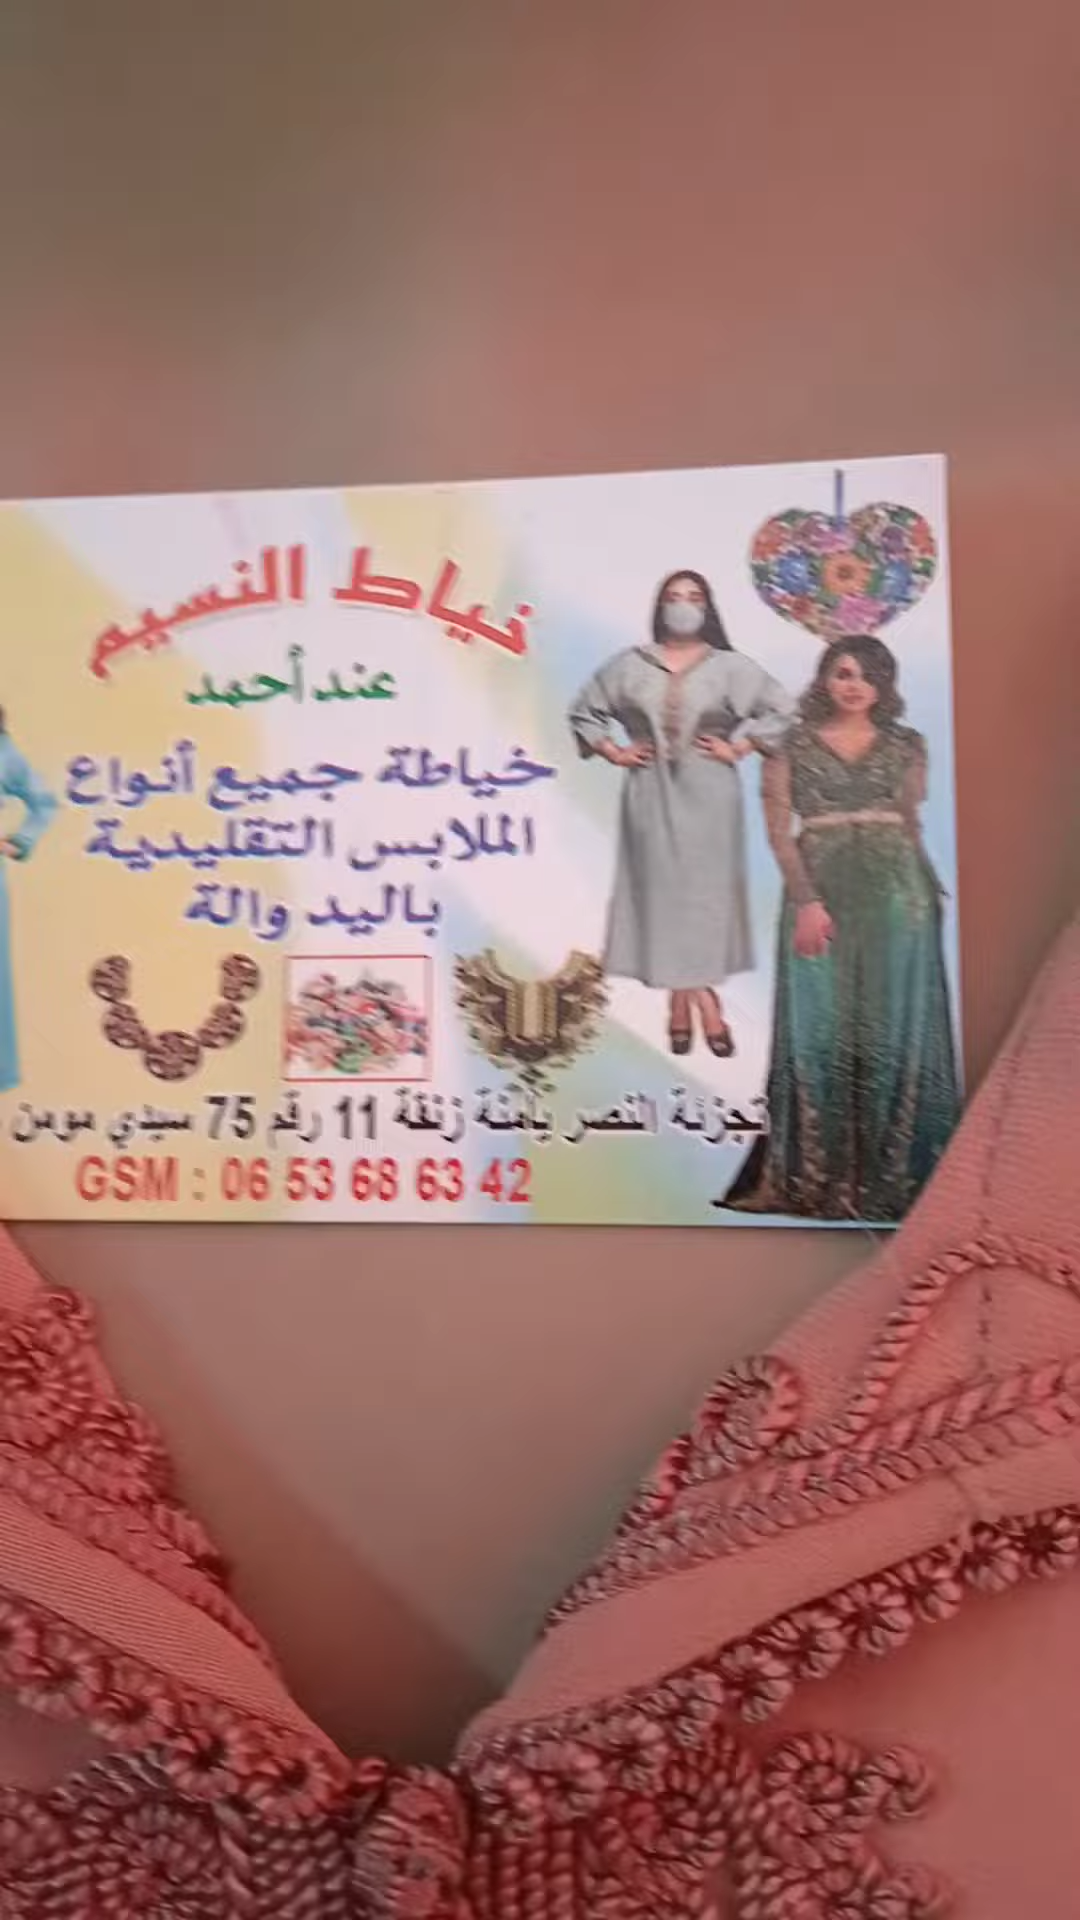 خياط النسيم
عند أحمد
خياطة جميع أنواع
الملابس التقليدية
باليد والة
تجزئة النصر يامنة زنقة 11 رقم 75 سيدي مومن
GSM : 06 53 68 63 42